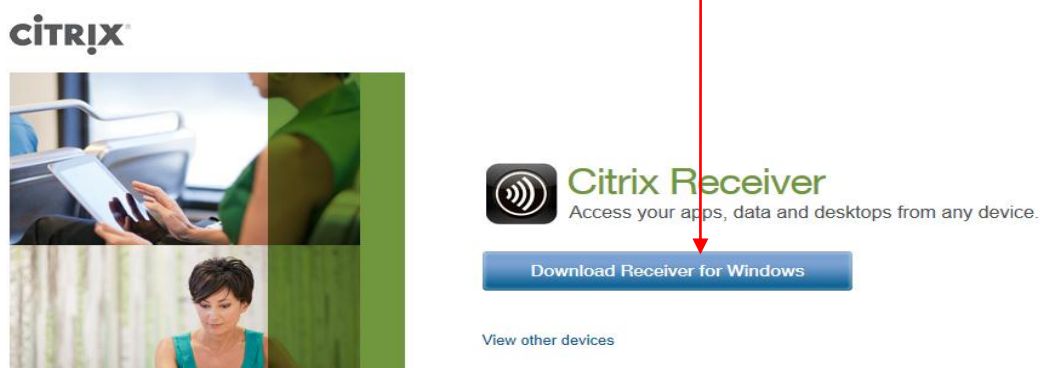 CITRIX®
Citrix Receiver
Access your apps, data and desktops from any device.
Download Receiver for Windows
View other devices